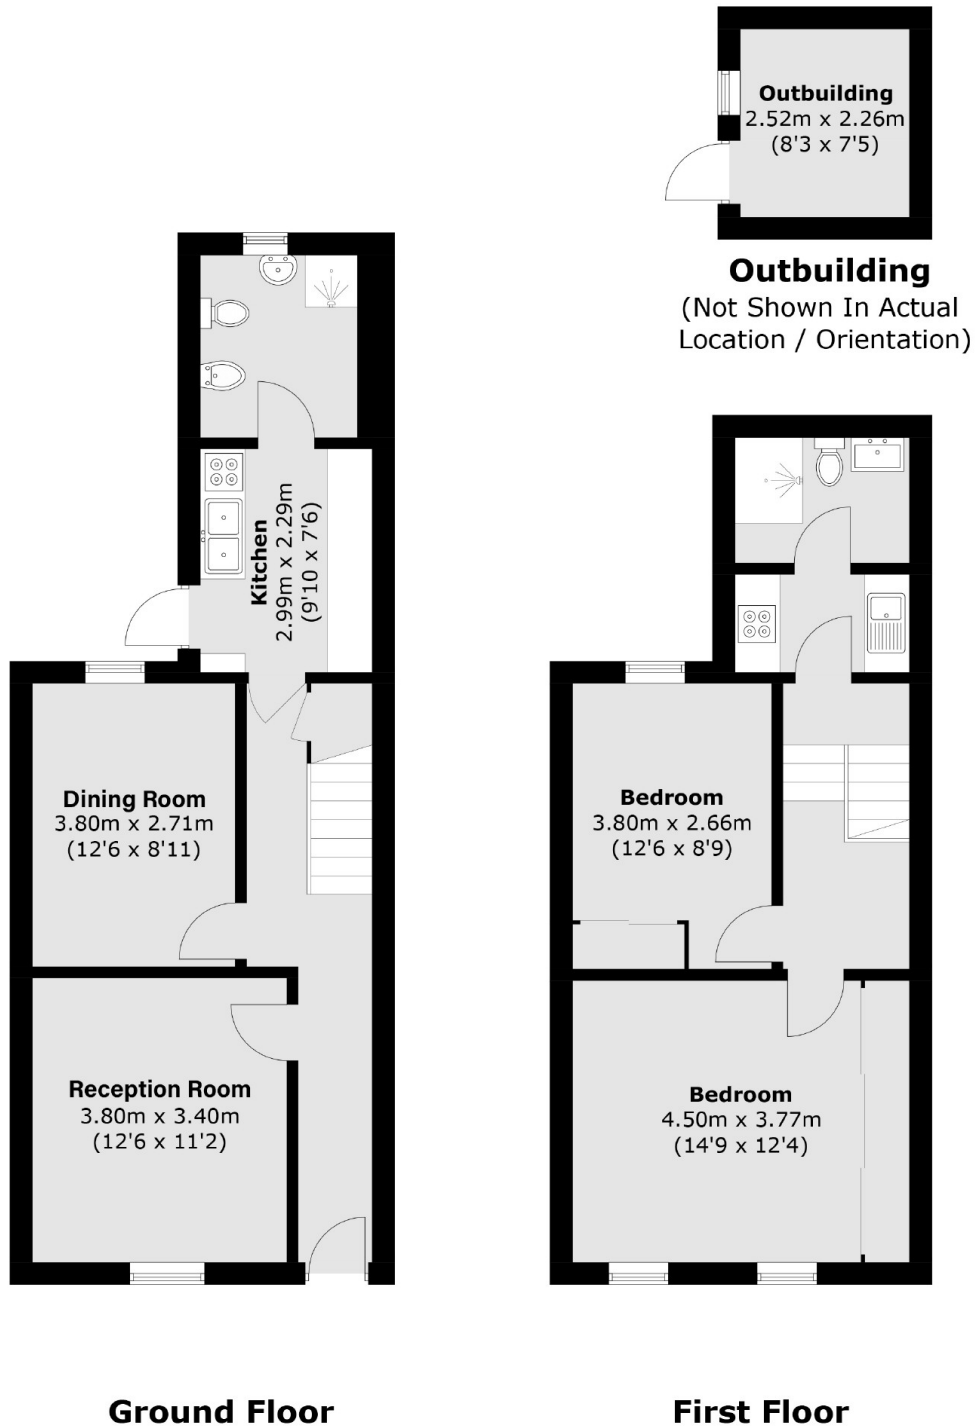 Outbuilding
2.52m x 2.26m
(8'3 x 7'5)
Outbuilding
(Not Shown In Actual
Location / Orientation)
Kitchen
2.99m x 2.29m
(9'10 x 7'6)
Dining Room
3.80m x 2.71m
(12'6 x 8'11)
Reception Room
3.80m x 3.40m
(12'6 x 11'2)
Bedroom
3.80m x 2.66m
(12'6 x 8'9)
Bedroom
4.50m x 3.77m
(14'9 x 12'4)
Ground Floor
First Floor